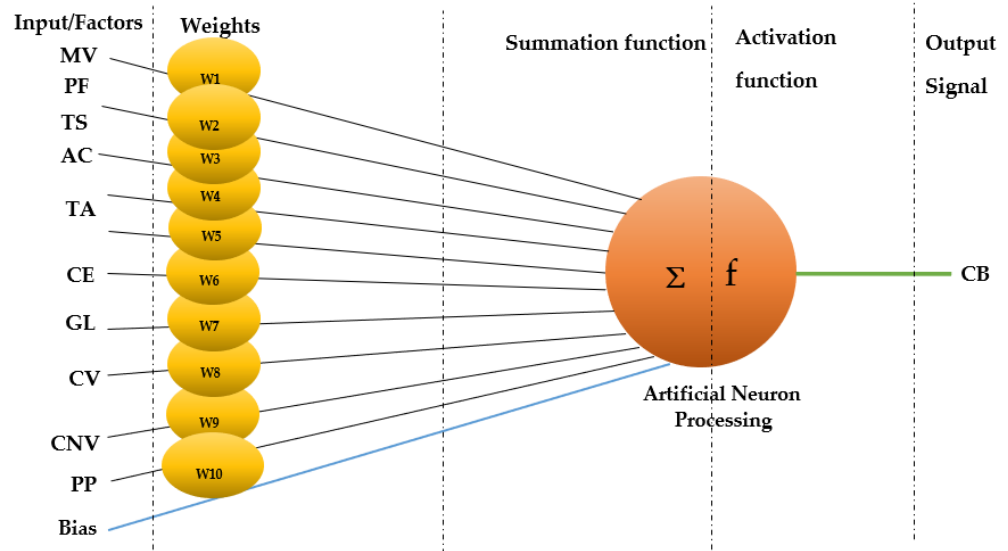 Input/Factors
Weights
Summation function
Activation
function
Output
Signal
MV
PF
TS
AC
TA
CE
GL
CV
CNV
PP
Bias
W1
W2
W3
W4
W5
W6
W7
W8
W9
W10
Σ
f
CB
Artificial Neuron
Processing